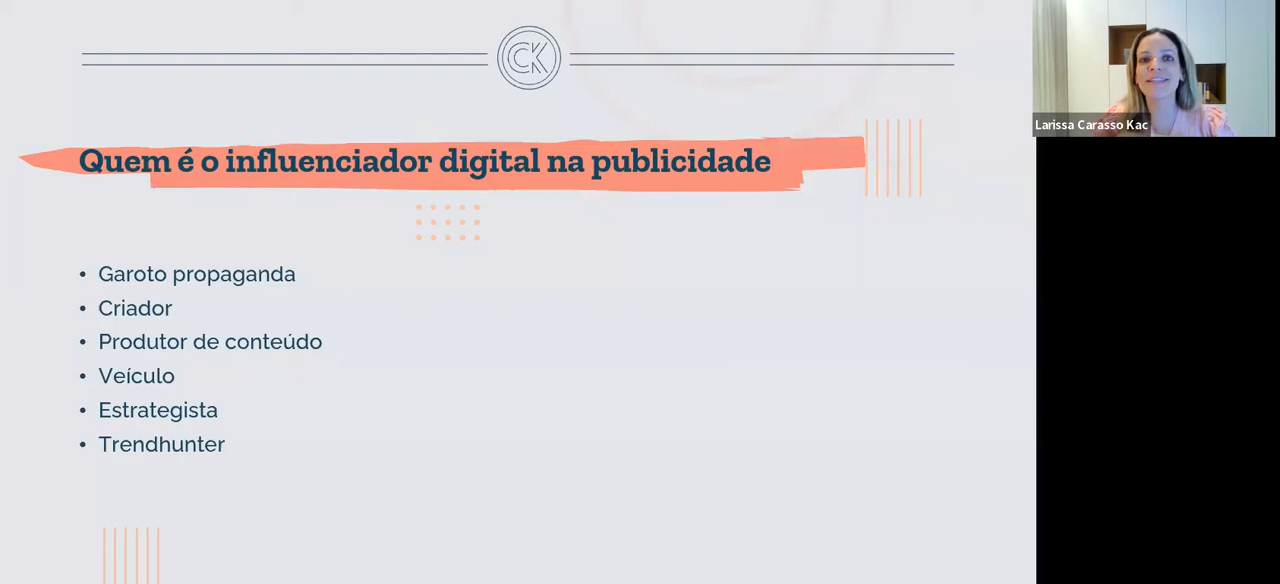 CK
Larissa Carasso Kac
Quem é o influenciador digital na publicidade
• Garoto propaganda
• Criador
• Produtor de conteúdo
• Veículo
• Estrategista
• Trendhunter